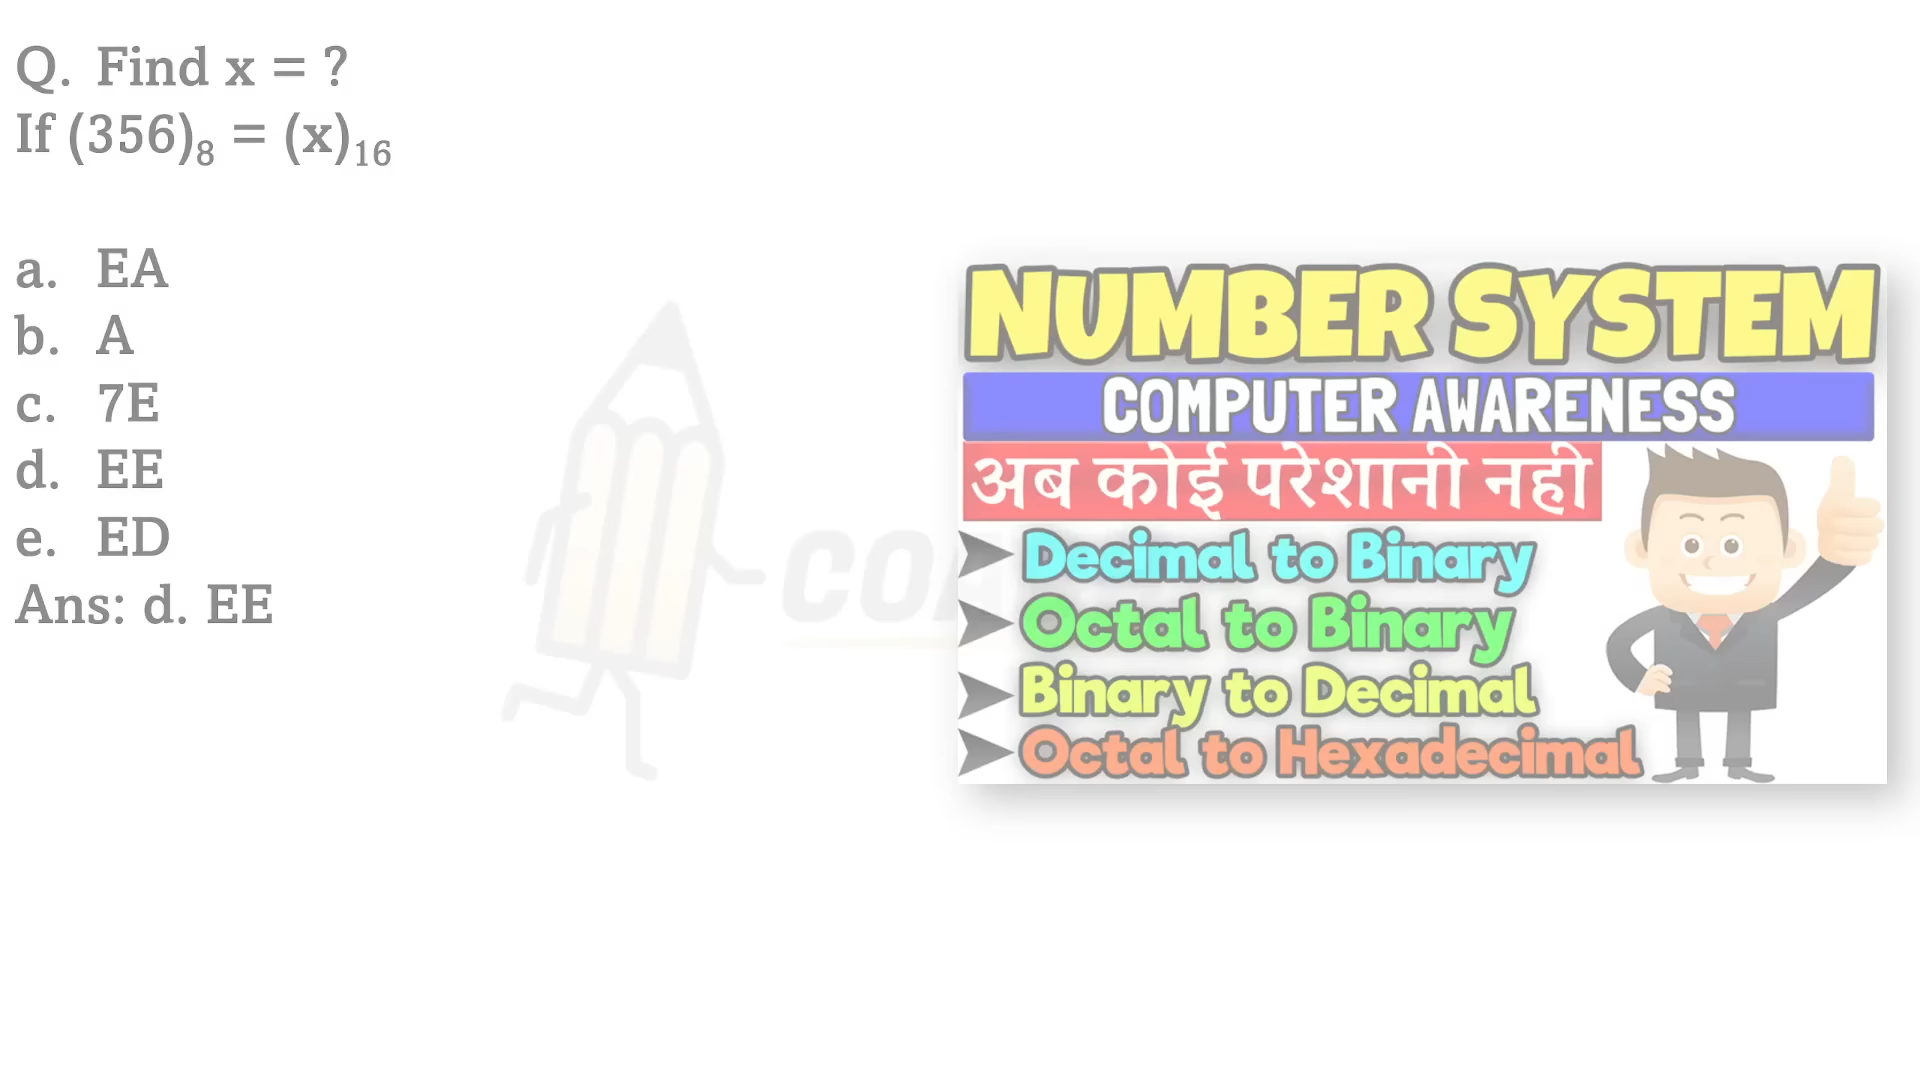 Q. Find x = ?
If (356)₈ = (x)₁₆
a. EA
b. A
c. 7E
d. EE
e. ED
Ans: d. EE
NUMBER SYSTEM
COMPUTER AWARENESS
अब कोई परेशानी नही
Decimal to Binary
Octal to Binary
Binary to Decimal
Octal to Hexadecimal